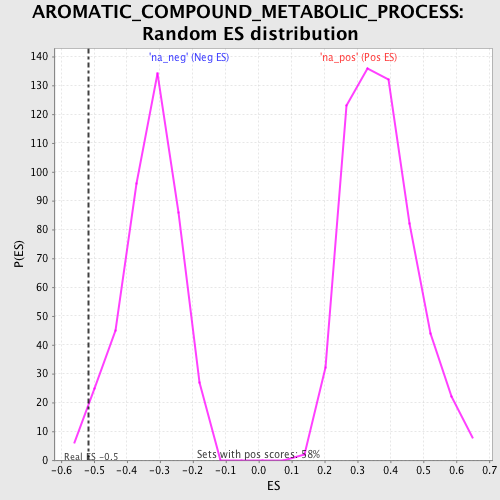 AROMATIC_COMPOUND_METABOLIC_PROCESS:
Random ES distribution
'na_neg' (Neg ES)
'na_pos' (Pos ES)
140
130
120
110
100
90
80
70
60
50
40
30
20
10
0
P(ES)
Real ES -0.5
Sets with pos scores: 58%
-0.6 -0.5 -0.4 -0.3 -0.2 -0.1 0.0 0.1 0.2 0.3 0.4 0.5 0.6 0.7
ES